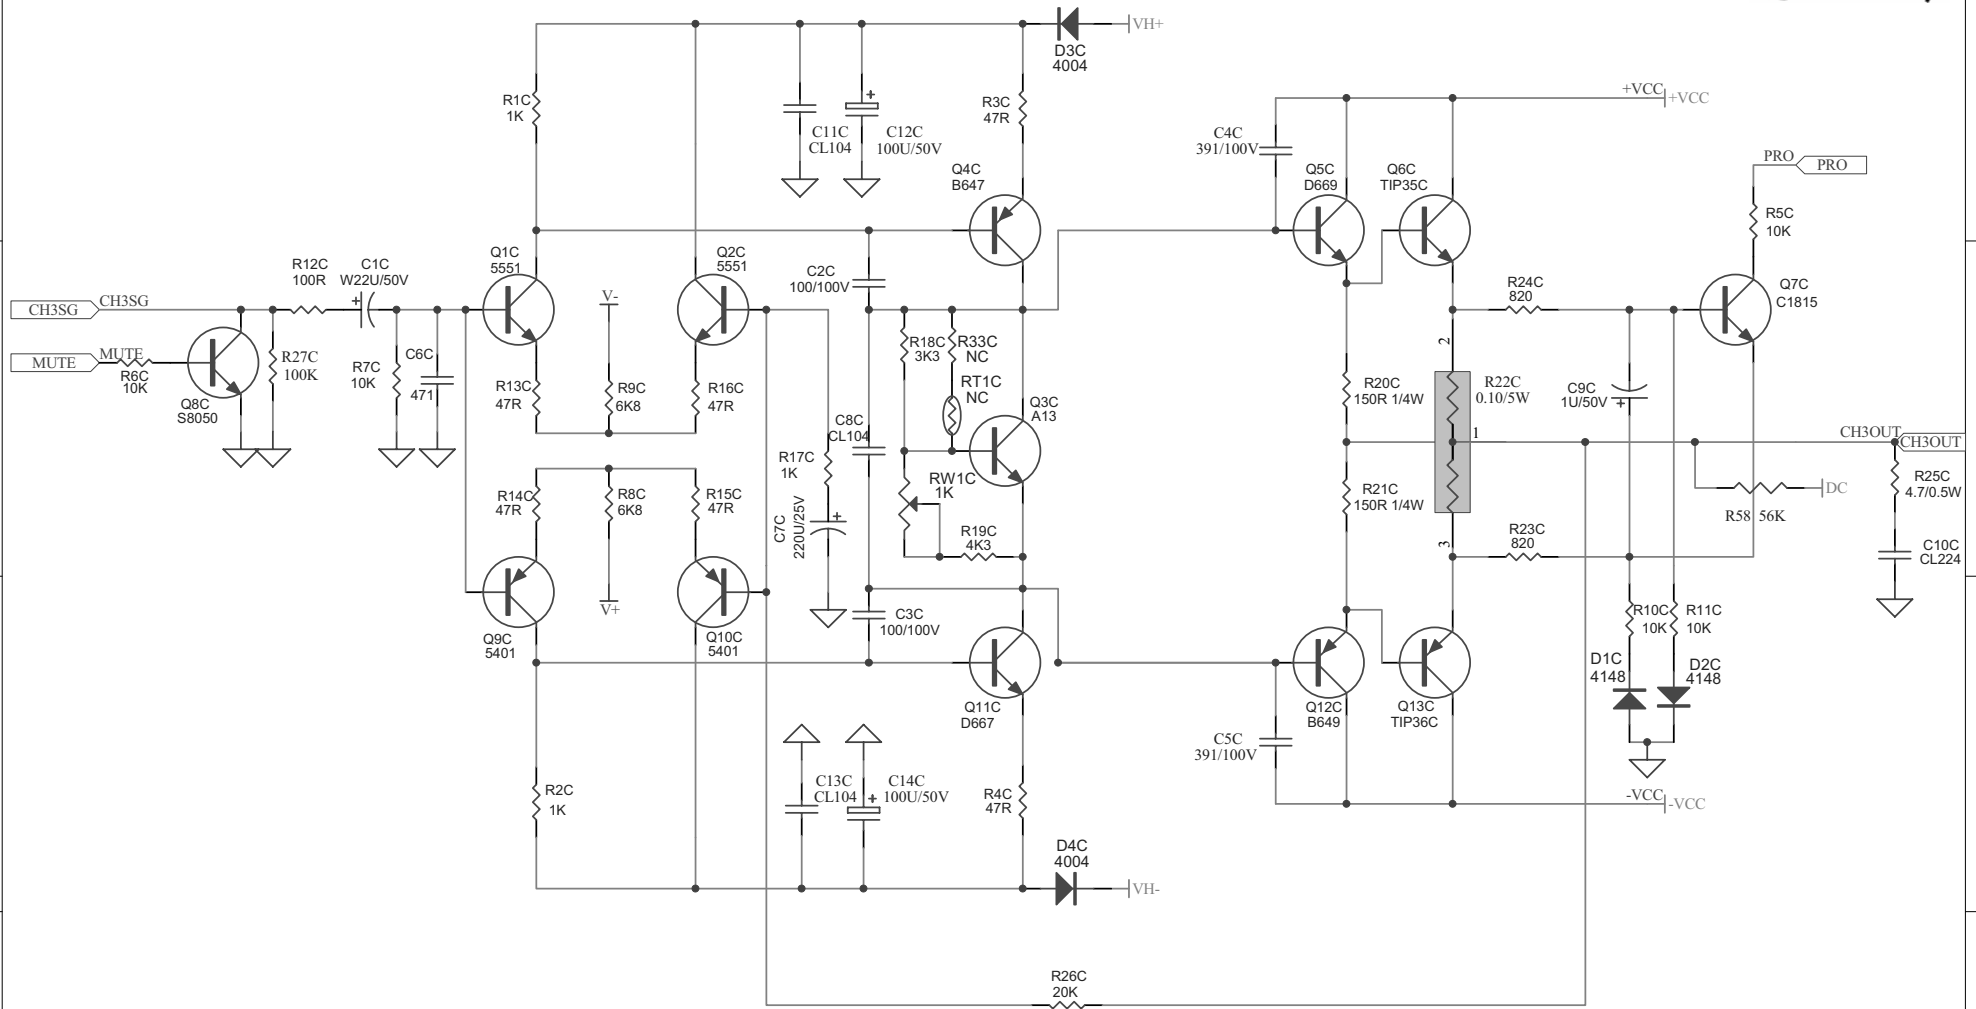 VH+
D3C
4004
R1C
1K
C11C
CL104
+
C12C
100U/50V
R3C
47R
+VCC
+VCC
C4C
391/100V
Q4C
B647
Q5C
D669
Q6C
TIP35C
PRO
PRO
R5C
10K
CH3SG
CH3SG
R12C
100R
C1C
W22U/50V
+
Q1C
5551
Q2C
5551
V-
C2C
100/100V
R24C
820
Q7C
C1815
MUTE
MUTE
R6C
10K
Q8C
S8050
R27C
100K
R7C
10K
C6C
471
R13C
47R
R9C
6K8
R16C
47R
R18C
3K3
R33C
NC
RT1C
NC
Q3C
A13
C8C
CL104
2
R20C
150R 1/4W
R22C
0.10/5W
C9C
1U/50V
+
1
CH3OUT
CH3OUT
R17C
1K
R14C
47R
R8C
6K8
R15C
47R
C7C
220U/25V
+
RW1C
1K
R19C
4K3
R21C
150R 1/4W
3
R23C
820
DC
R58 56K
R25C
4.7/0.5W
C10C
CL224
V+
Q9C
5401
Q10C
5401
C3C
100/100V
R10C
10K
R11C
10K
D1C
4148
D2C
4148
Q11C
D667
Q12C
B649
Q13C
TIP36C
C5C
391/100V
R2C
1K
C13C
CL104
+
C14C
100U/50V
R4C
47R
-VCC
-VCC
D4C
4004
VH-
R26C
20K